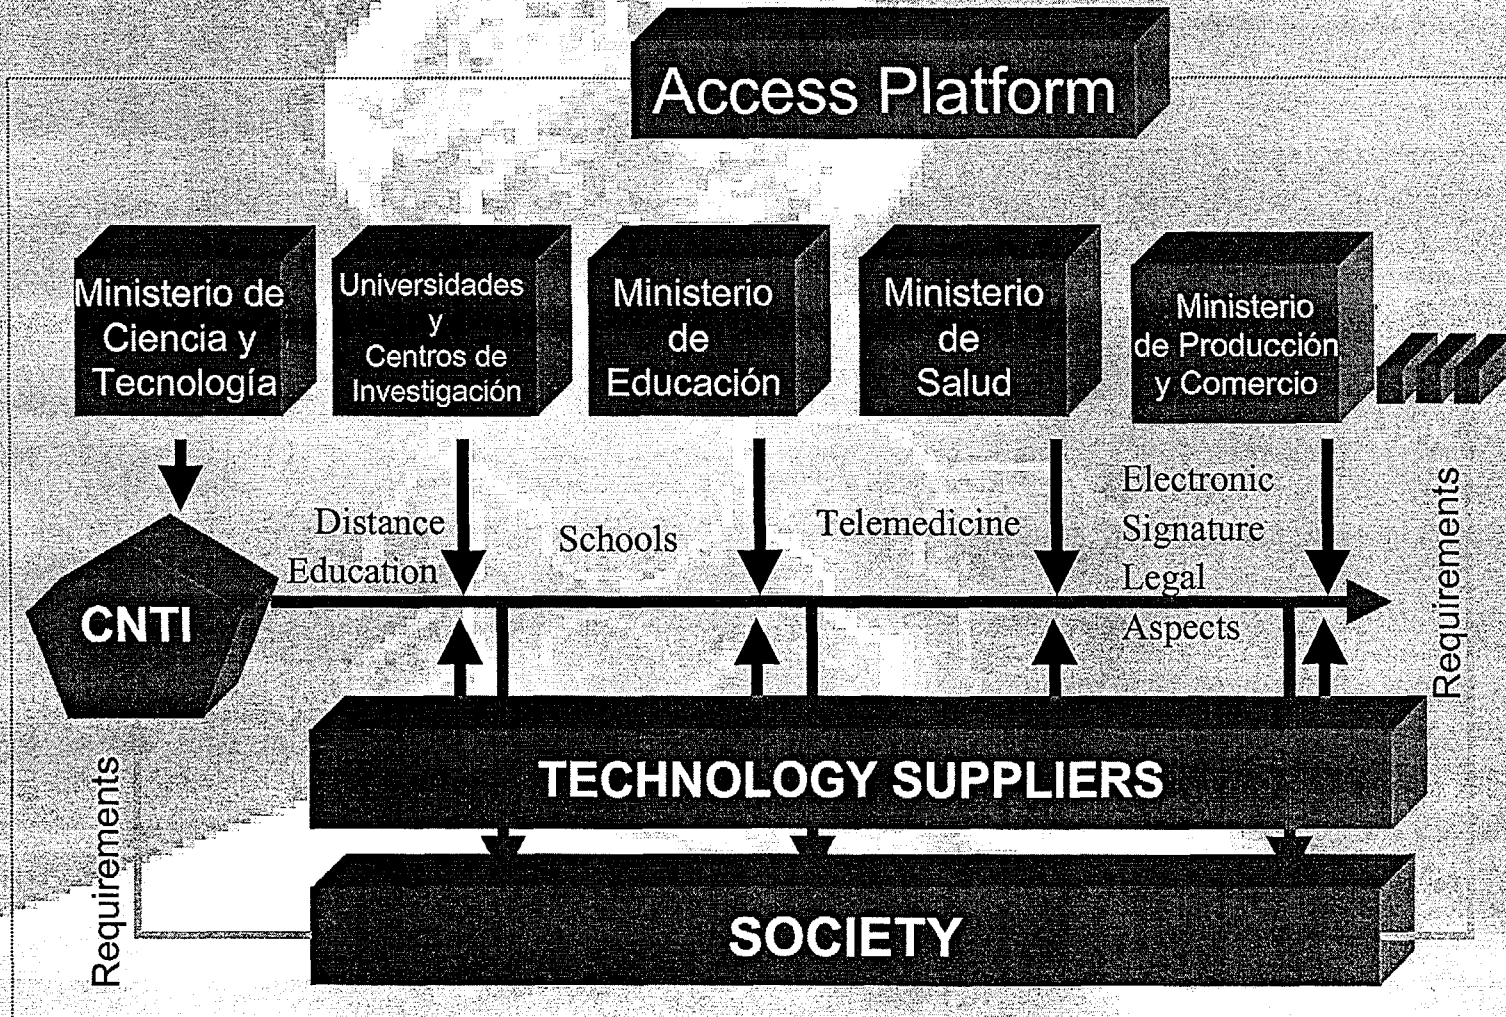 Access Platform
Ministerio de
Ciencia y
Tecnología
Universidades
y
Centros de
Investigación
Ministerio
de
Educación
Ministerio
de
Salud
Ministerio
de Producción
y Comercio
Distance
Education
Schools
Telemedicine
Electronic
Signature
Legal
Aspects
Requirements
CNTI
TECHNOLOGY SUPPLIERS
Requirements
SOCIETY